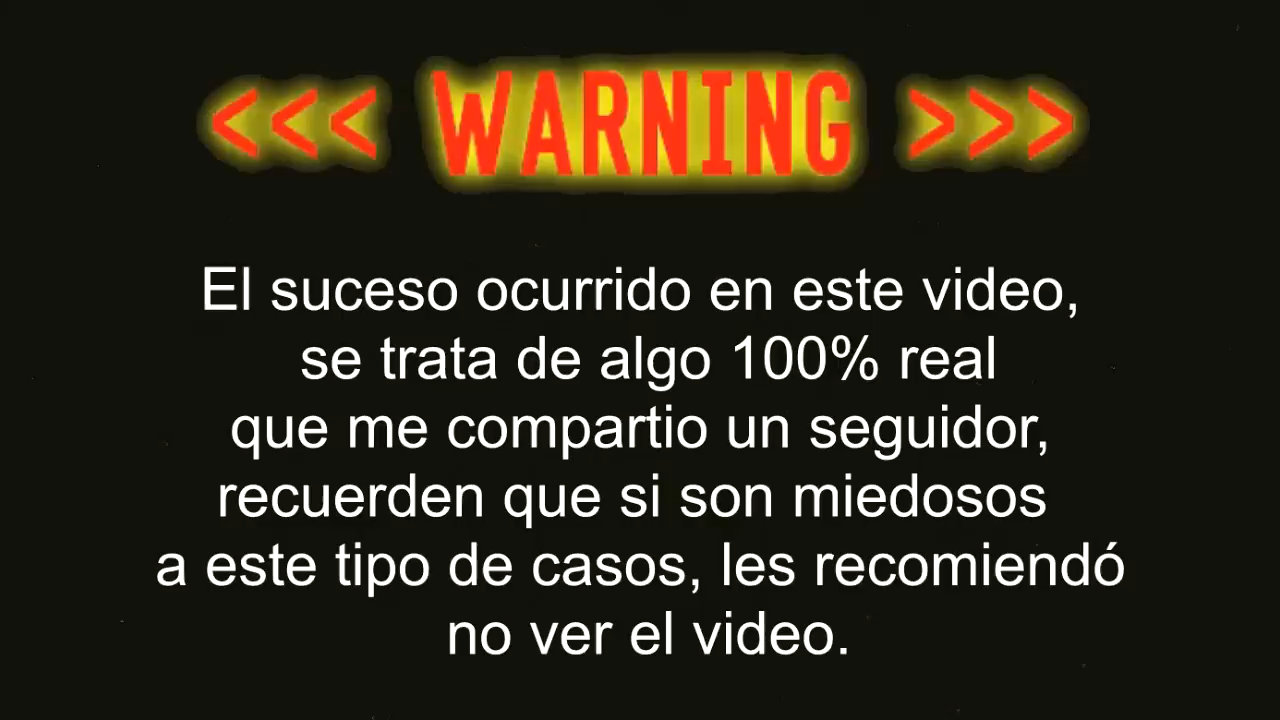 <<< WARNING >>>
El suceso ocurrido en este video,
se trata de algo 100% real
que me compartio un seguidor,
recuerden que si son miedosos
a este tipo de casos, les recomiendó
no ver el video.